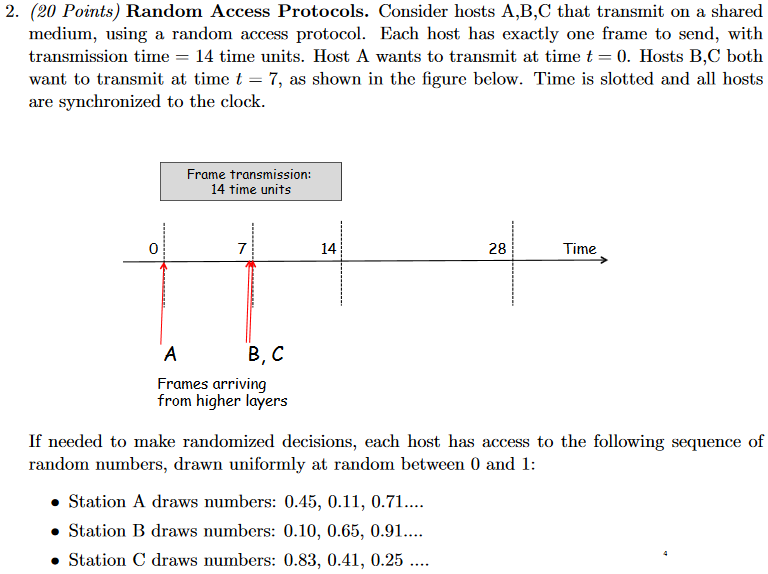 2. (20 Points) Random Access Protocols. Consider hosts A,B,C that transmit on a shared
medium, using a random access protocol. Each host has exactly one frame to send, with
transmission time = 14 time units. Host A wants to transmit at time t = 0. Hosts B,C both
want to transmit at time t = 7, as shown in the figure below. Time is slotted and all hosts
are synchronized to the clock.
Frame transmission:
14 time units
0 7 14 28 Time
A B, C
Frames arriving
from higher layers
If needed to make randomized decisions, each host has access to the following sequence of
random numbers, drawn uniformly at random between 0 and 1:
• Station A draws numbers: 0.45, 0.11, 0.71....
• Station B draws numbers: 0.10, 0.65, 0.91....
• Station C draws numbers: 0.83, 0.41, 0.25 ....
4